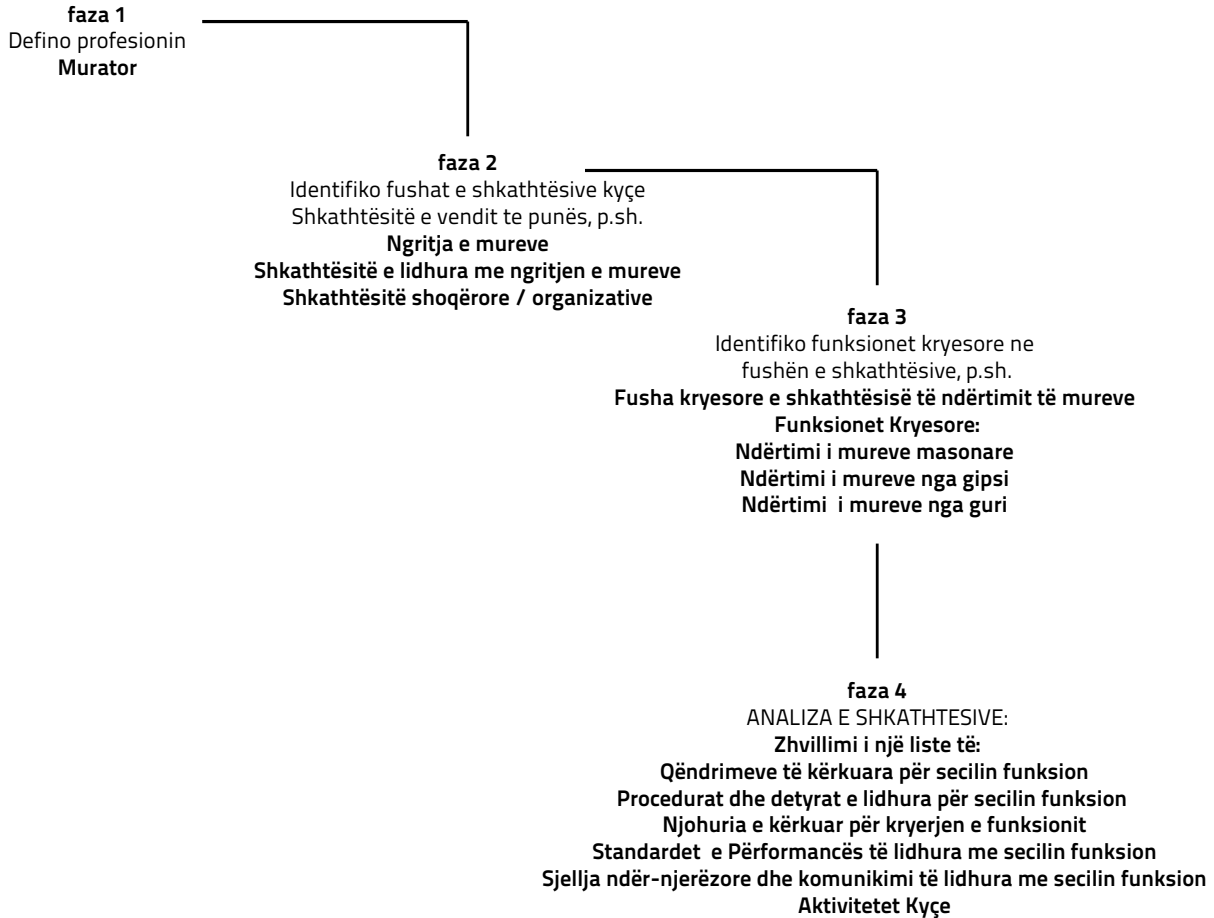 faza 1
Defino profesionin
Murator
faza 2
Identifiko fushat e shkathtësive kyçe
Shkathtësitë e vendit te punës, p.sh.
Ngritja e mureve
Shkathtësitë e lidhura me ngritjen e mureve
Shkathtësitë shoqërore / organizative
faza 3
Identifiko funksionet kryesore ne
fushën e shkathtësive, p.sh.
Fusha kryesore e shkathtësisë të ndërtimit të mureve
Funksionet Kryesore:
Ndërtimi i mureve masonare
Ndërtimi i mureve nga gipsi
Ndërtimi i mureve nga guri
faza 4
ANALIZA E SHKATHTESIVE:
Zhvillimi i një liste të:
Qëndrimeve të kërkuara për secilin funksion
Procedurat dhe detyrat e lidhura për secilin funksion
Njohuria e kërkuar për kryerjen e funksionit
Standardet e Përformancës të lidhura me secilin funksion
Sjellja ndër-njerëzore dhe komunikimi të lidhura me secilin funksion
Aktivitetet Kyçe